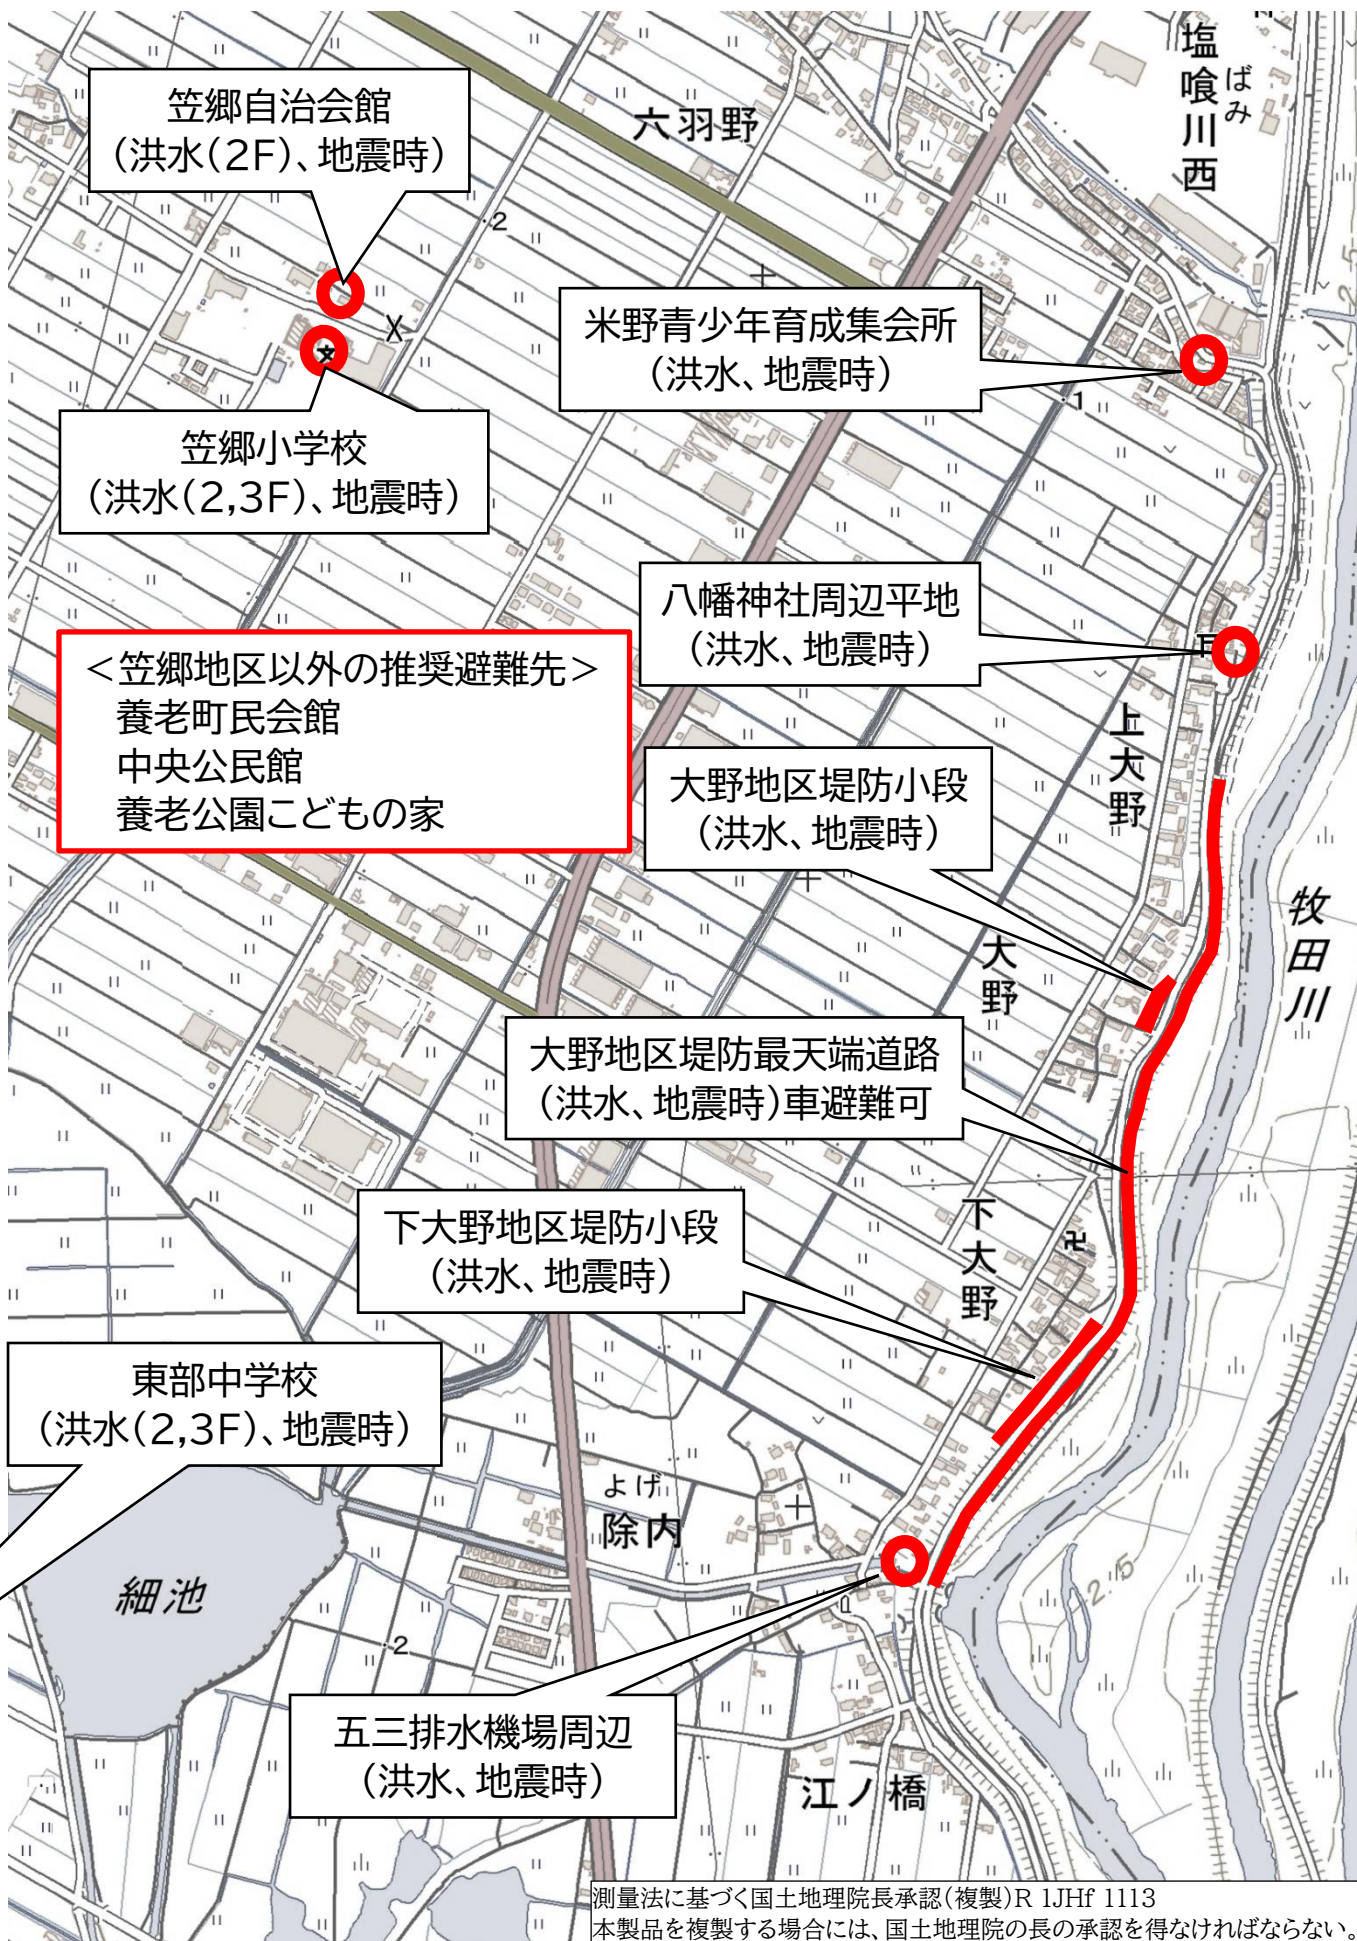 塩喰川西
ばみ
笠郷自治会館
(洪水(2F)、地震時)
六羽野
2
2.5
米野青少年育成集会所
(洪水、地震時)
1
笠郷小学校
(洪水(2,3F)、地震時)
八幡神社周辺平地
(洪水、地震時)
<笠郷地区以外の推奨避難先>
養老町民会館
中央公民館
養老公園こどもの家
上大野
大野地区堤防小段
(洪水、地震時)
牧田川
大野
大野地区堤防最天端道路
(洪水、地震時)車避難可
下大野地区堤防小段
(洪水、地震時)
下大野
東部中学校
(洪水(2,3F)、地震時)
よげ
除内
細池
2.5
2
五三排水機場周辺
(洪水、地震時)
江ノ橋
測量法に基づく国土地理院長承認(複製)R 1JHf 1113
本製品を複製する場合には、国土地理院の長の承認を得なければならない。